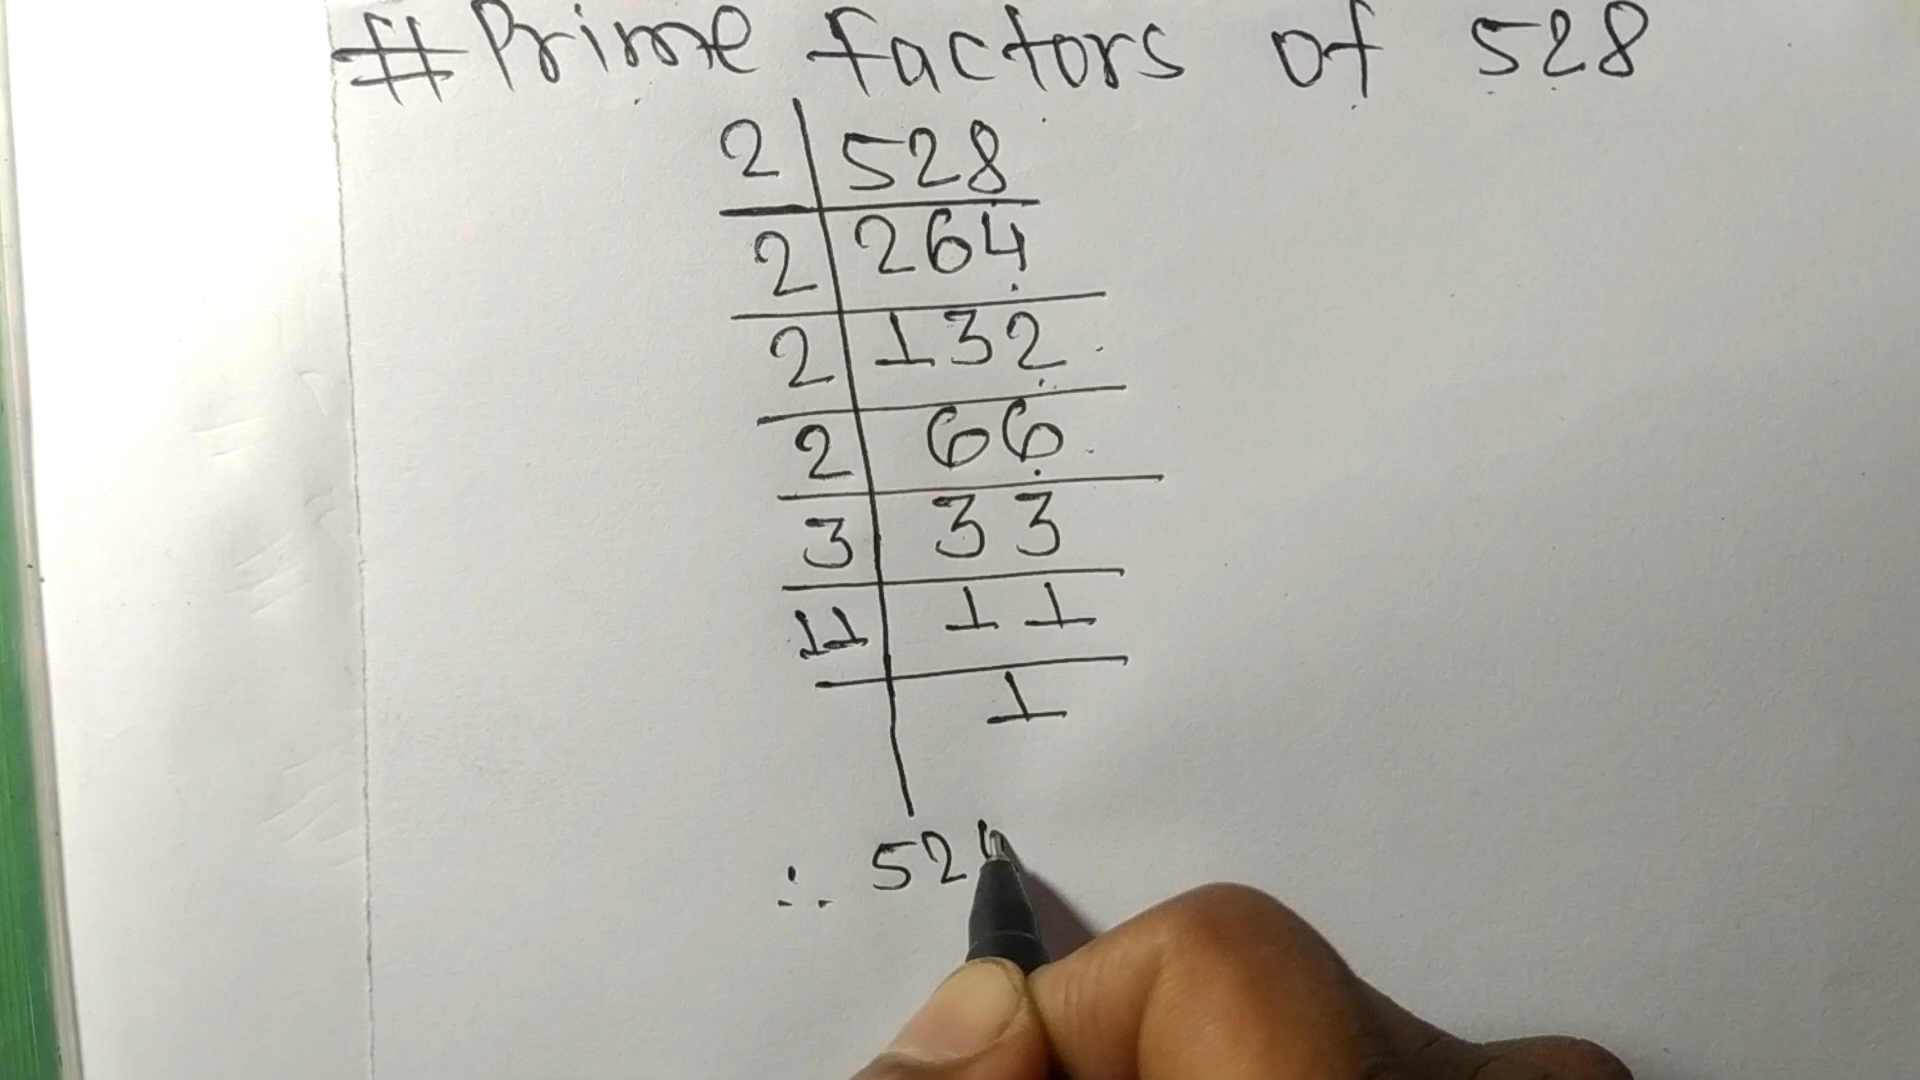 # Prime factors of 528
2 | 528
2 | 264
2 | 132
2 | 66
3 | 33
11 | 11
1
∴ 52